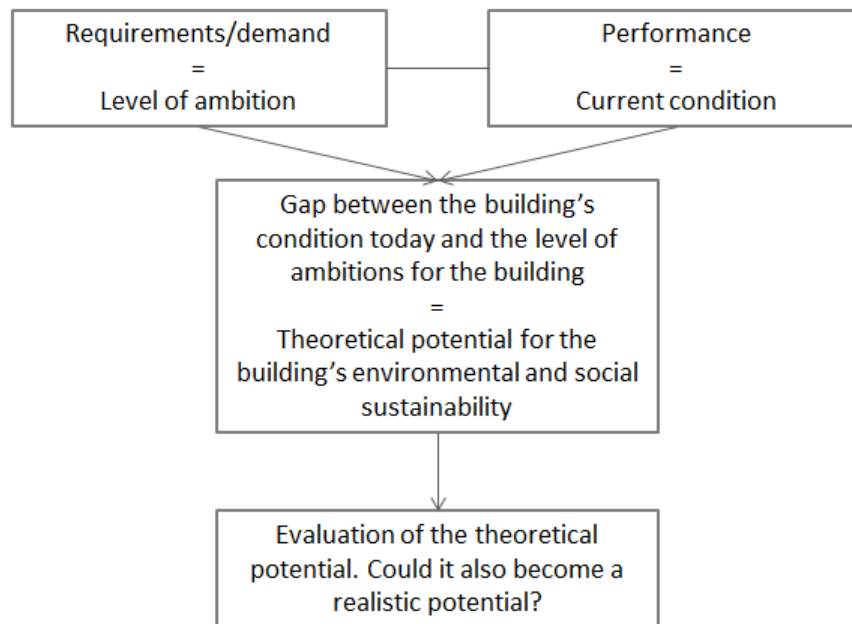 Requirements/demand
=
Level of ambition
Performance
=
Current condition
Gap between the building’s
condition today and the level of
ambitions for the building
=
Theoretical potential for the
building’s environmental and social
sustainability
Evaluation of the theoretical
potential. Could it also become a
realistic potential?